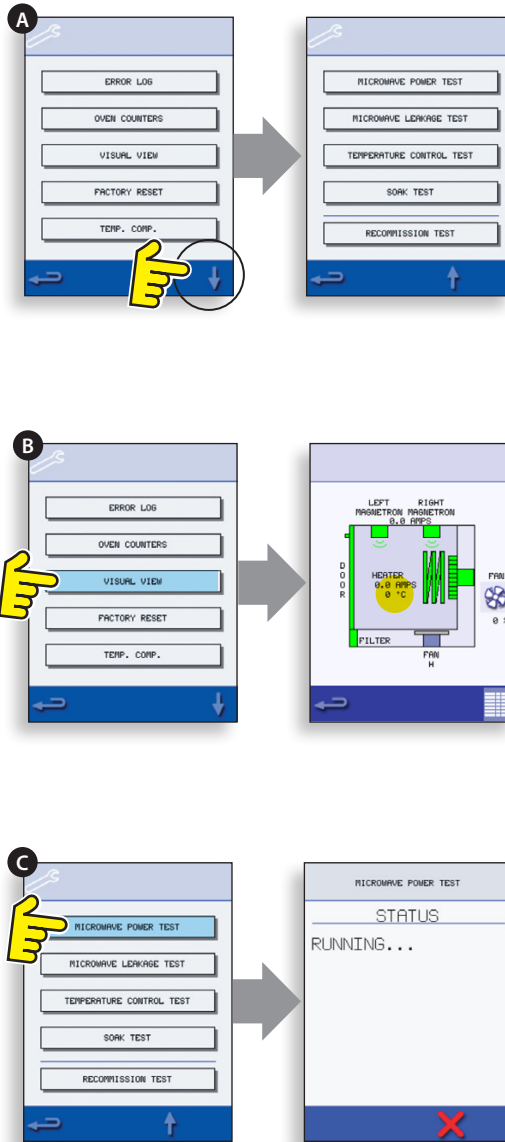 A
ERROR LOG
OVEN COUNTERS
VISUAL VIEW
FACTORY RESET
TEMP. COMP.
MICROWAVE POWER TEST
MICROWAVE LEAKAGE TEST
TEMPERATURE CONTROL TEST
SOAK TEST
RECOMMISSION TEST
B
ERROR LOG
OVEN COUNTERS
VISUAL VIEW
FACTORY RESET
TEMP. COMP.
LEFT RIGHT
MAGNETRON MAGNETRON
0.0 AMPS
DOOR
HEATER
0.0 AMPS
0 °C
FAN
0
FILTER
FAN
H
C
MICROWAVE POWER TEST
MICROWAVE LEAKAGE TEST
TEMPERATURE CONTROL TEST
SOAK TEST
RECOMMISSION TEST
MICROWAVE POWER TEST
STATUS
RUNNING...